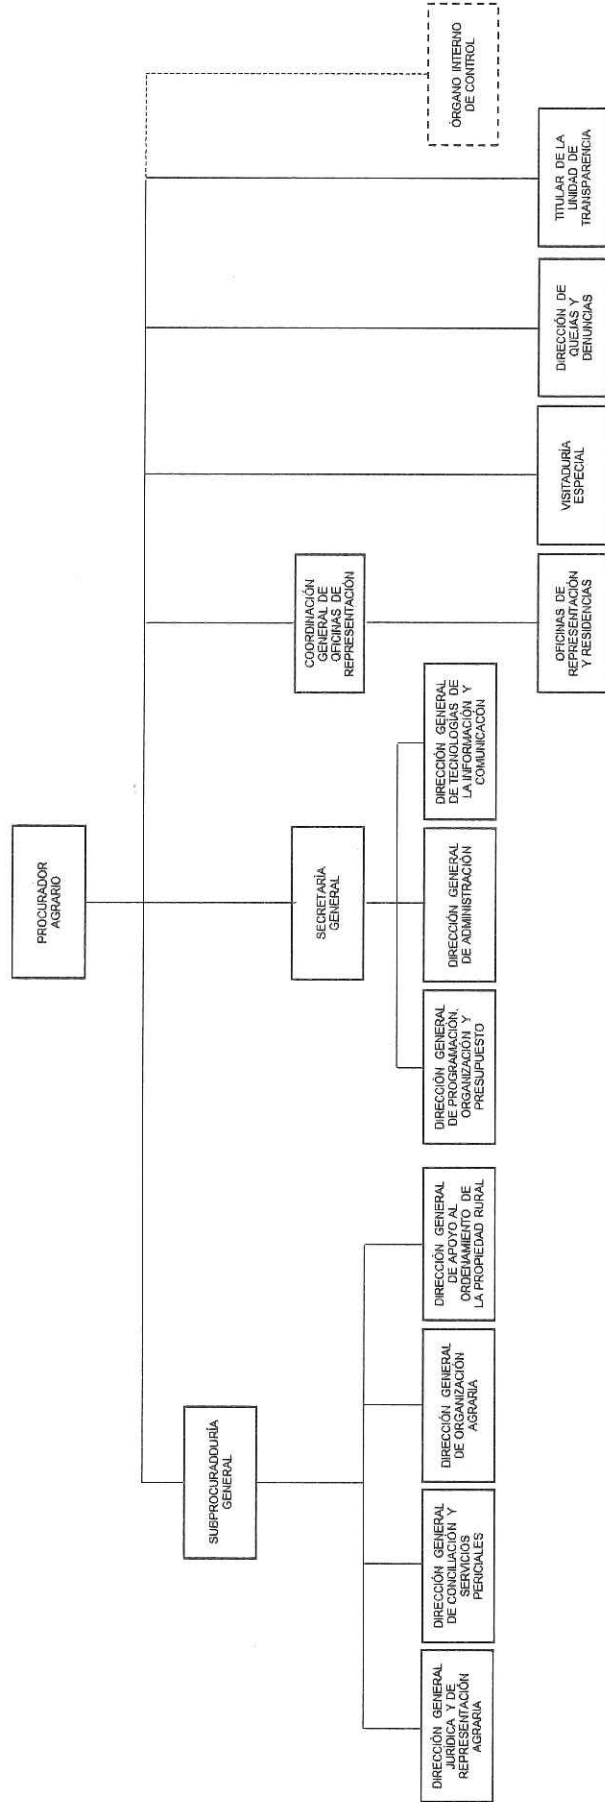 PROCURADOR
AGRARIO
SUBPROCURADDURÍA
GENERAL
SECRETARÍA
GENERAL
COORDINACIÓN
GENERAL DE
OFICINAS DE
REPRESENTACIÓN
DIRECCIÓN GENERAL
JURÍDICA Y DE
REPRESENTACIÓN
AGRARIA
DIRECCIÓN GENERAL
DE CONCILIACIÓN Y
SERVICIOS
PERICIALES
DIRECCIÓN GENERAL
DE ORGANIZACIÓN
AGRARIA
DIRECCIÓN GENERAL
DE APOYO AL
ORDENAMIENTO DE
LA PROPIEDAD RURAL
DIRECCIÓN GENERAL
DE PROGRAMACIÓN,
ORGANIZACIÓN Y
PRESUPUESTO
DIRECCIÓN GENERAL
DE ADMINISTRACIÓN
DIRECCIÓN GENERAL
DE TECNOLOGÍAS DE
LA INFORMACIÓN Y
COMUNICACÓN
ÓRGANO INTERNO
DE CONTROL
OFICINAS DE
REPRESENTACIÓN
Y RESIDENCIAS
VISITADURÍA
ESPECIAL
DIRECCIÓN DE
QUEJAS Y
DENUNCIAS
TITULAR DE LA
UNIDAD DE
TRANSPARENCIA